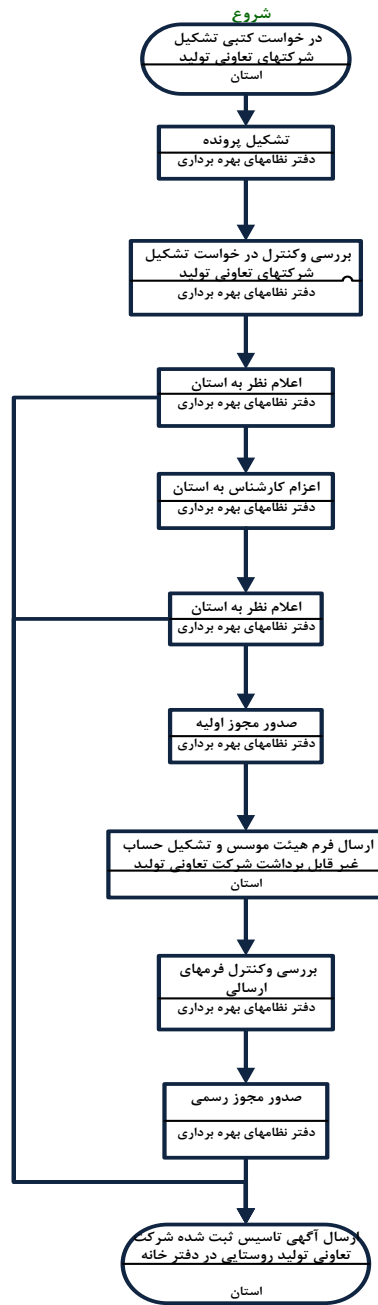 شروع
در خواست کتبی تشکیل
شرکتهای تعاونی تولید
استان
تشکیل پرونده
دفتر نظامهای بهره برداری
بررسی وکنترل در خواست تشکیل
شرکتهای تعاونی تولید
دفتر نظامهای بهره برداری
اعلام نظر به استان
دفتر نظامهای بهره برداری
اعزام کارشناس به استان
دفتر نظامهای بهره برداری
اعلام نظر به استان
دفتر نظامهای بهره برداری
صدور مجوز اولیه
دفتر نظامهای بهره برداری
ارسال فرم هیئت موسس و تشکیل حساب
غیر قابل برداشت شرکت تعاونی تولید
استان
بررسی وکنترل فرمهای
ارسالی
دفتر نظامهای بهره برداری
صدور مجوز رسمی
دفتر نظامهای بهره برداری
ارسال آگهی تاسیس ثبت شده شرکت
تعاونی تولید روستایی در دفتر خانه
استان